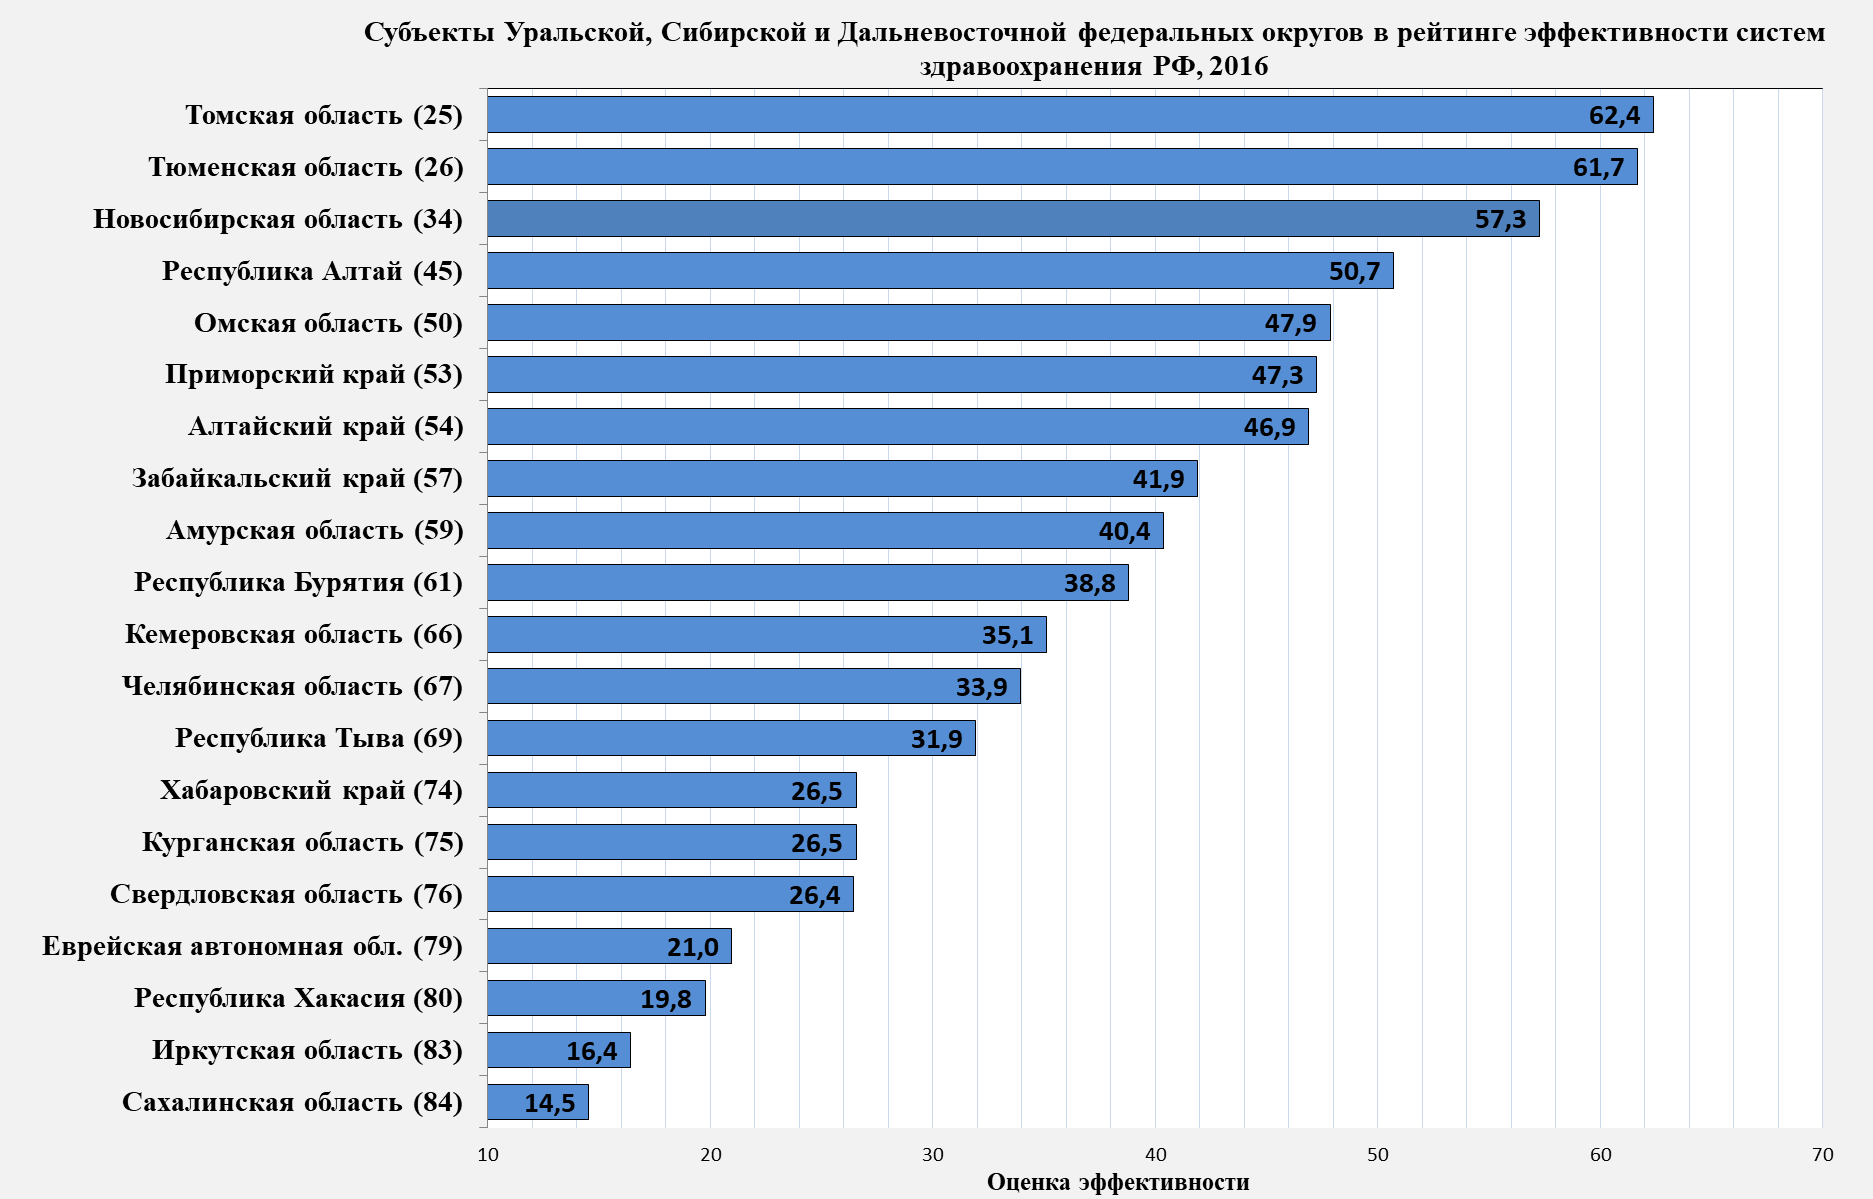 Субъекты Уральской, Сибирской и Дальневосточной федеральных округов в рейтинге эффективности систем
здравоохранения РФ, 2016
Томская область (25) 62,4
Тюменская область (26) 61,7
Новосибирская область (34) 57,3
Республика Алтай (45) 50,7
Омская область (50) 47,9
Приморский край (53) 47,3
Алтайский край (54) 46,9
Забайкальский край (57) 41,9
Амурская область (59) 40,4
Республика Бурятия (61) 38,8
Кемеровская область (66) 35,1
Челябинская область (67) 33,9
Республика Тыва (69) 31,9
Хабаровский край (74) 26,5
Курганская область (75) 26,5
Свердловская область (76) 26,4
Еврейская автономная обл. (79) 21,0
Республика Хакасия (80) 19,8
Иркутская область (83) 16,4
Сахалинская область (84) 14,5
10 20 30 40 50 60 70
Оценка эффективности